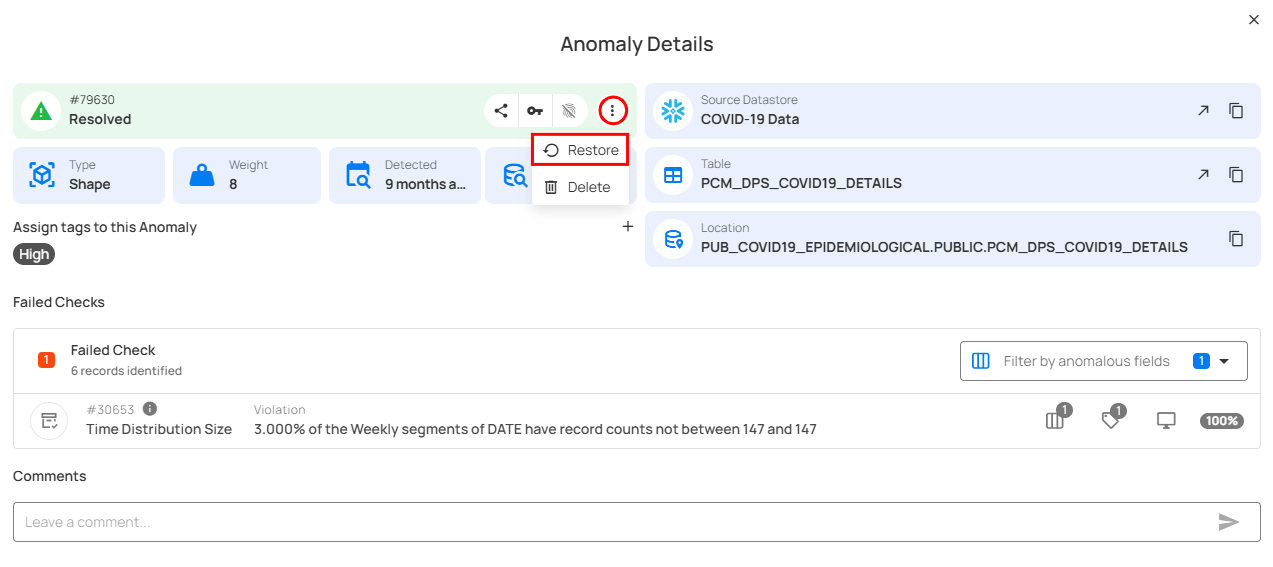 Anomaly Details
#79630
Resolved
Restore
Delete
Source Datastore
COVID-19 Data
Type
Shape
Weight
8
Detected
9 months a...
Table
PCM_DPS_COVID19_DETAILS
Assign tags to this Anomaly
High
Location
PUB_COVID19_EPIDEMIOLOGICAL.PUBLIC.PCM_DPS_COVID19_DETAILS
Failed Checks
1
Failed Check
6 records identified
Filter by anomalous fields
1
#30653
Time Distribution Size
Violation
3.000% of the Weekly segments of DATE have record counts not between 147 and 147
1
1
100%
Comments
Leave a comment...